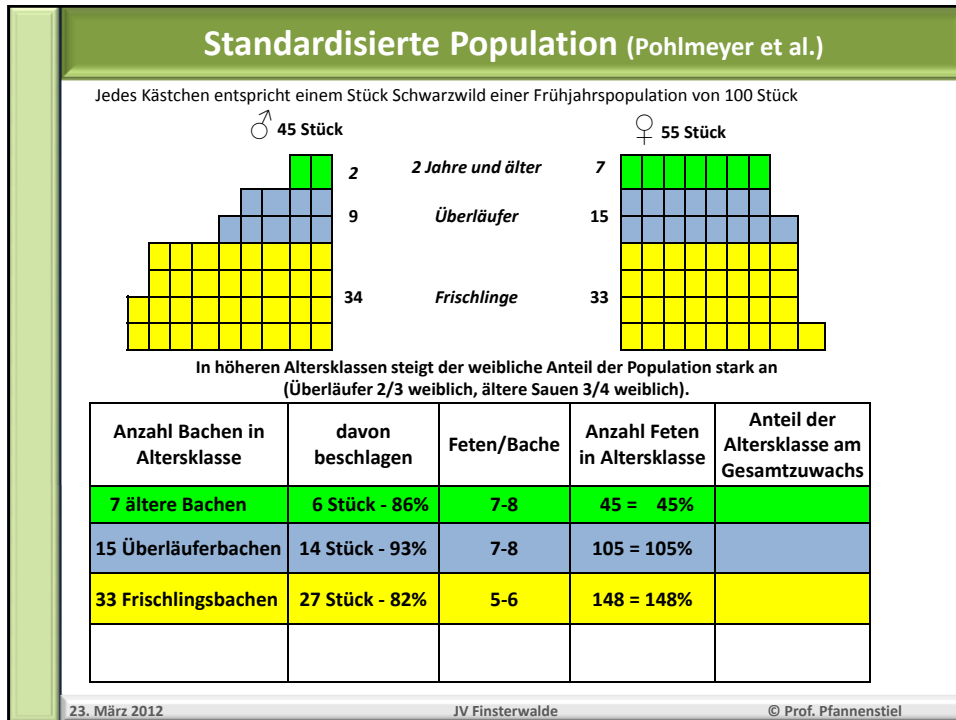 Standardisierte Population (Pohlmeyer et al.)
Jedes Kästchen entspricht einem Stück Schwarzwild einer Frühjahrspopulation von 100 Stück
♂ 45 Stück
♀ 55 Stück
2 2 Jahre und älter 7
9 Überläufer 15
34 Frischlinge 33
In höheren Altersklassen steigt der weibliche Anteil der Population stark an
(Überläufer 2/3 weiblich, ältere Sauen 3/4 weiblich).
Anzahl Bachen in
Altersklasse
davon
beschlagen
Feten/Bache
Anzahl Feten
in Altersklasse
Anteil der
Altersklasse am
Gesamtzuwachs
7 ältere Bachen 6 Stück - 86% 7-8 45 = 45%
15 Überläuferbachen 14 Stück - 93% 7-8 105 = 105%
33 Frischlingsbachen 27 Stück - 82% 5-6 148 = 148%
23. März 2012 JV Finsterwalde © Prof. Pfannenstiel